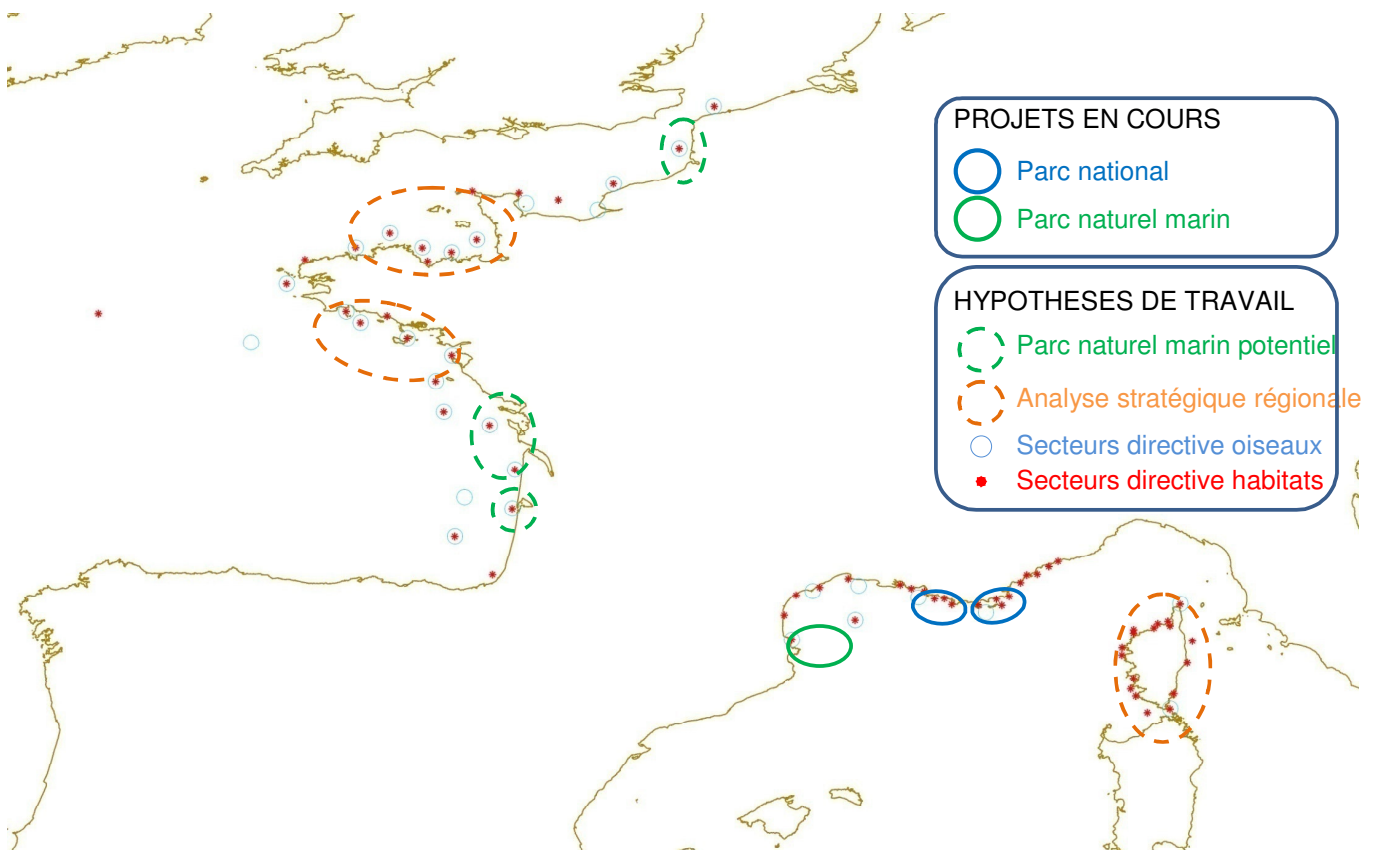 PROJETS EN COURS
Parc national
Parc naturel marin
HYPOTHESES DE TRAVAIL
Parc naturel marin potentiel
Analyse stratégique régionale
Secteurs directive oiseaux
Secteurs directive habitats